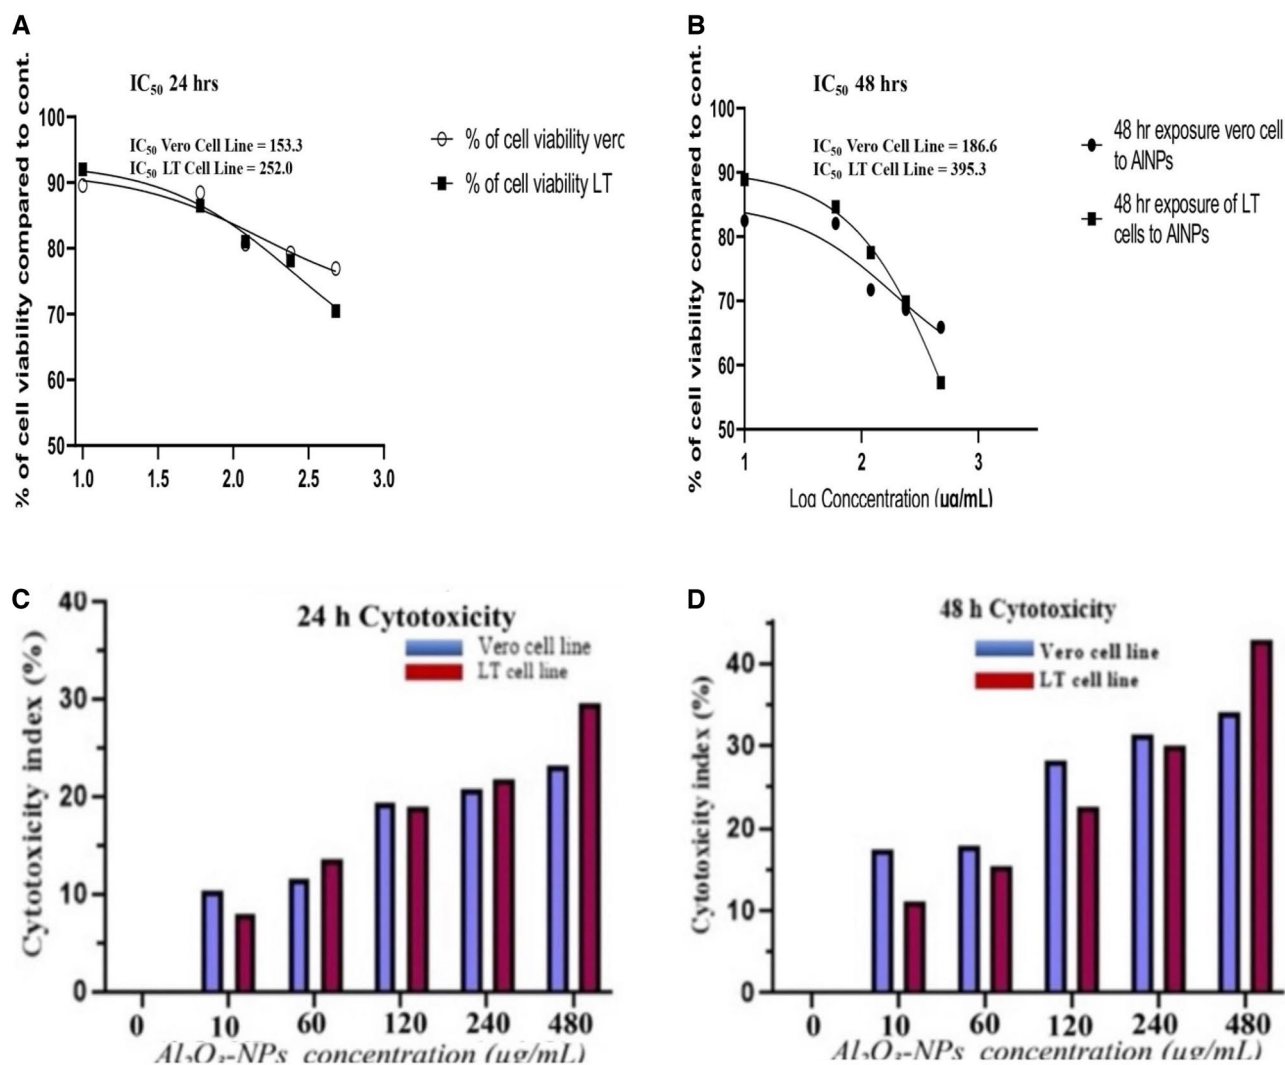 A
% of cell viability compared to cont.
IC₅₀ 24 hrs
IC₅₀ Vero Cell Line = 153.3
IC₅₀ LT Cell Line = 252.0
100
90
80
70
60
50
1.0 1.5 2.0 2.5 3.0
% of cell viability vero
% of cell viability LT
B
% of cell viability compared to cont.
IC₅₀ 48 hrs
IC₅₀ Vero Cell Line = 186.6
IC₅₀ LT Cell Line = 395.3
100
90
80
70
60
50
1 2 3
Log Conccentration (ug/mL)
48 hr exposure vero cell
to AlNPs
48 hr exposure of LT
cells to AlNPs
C
24 h Cytotoxicity
Vero cell line
LT cell line
Cytotoxicity index (%)
40
30
20
10
0
0 10 60 120 240 480
Al₂O₃-NPs concentration (µg/mL)
D
48 h Cytotoxicity
Vero cell line
LT cell line
Cytotoxicity index (%)
40
30
20
10
0
0 10 60 120 240 480
Al₂O₃-NPs concentration (µg/mL)